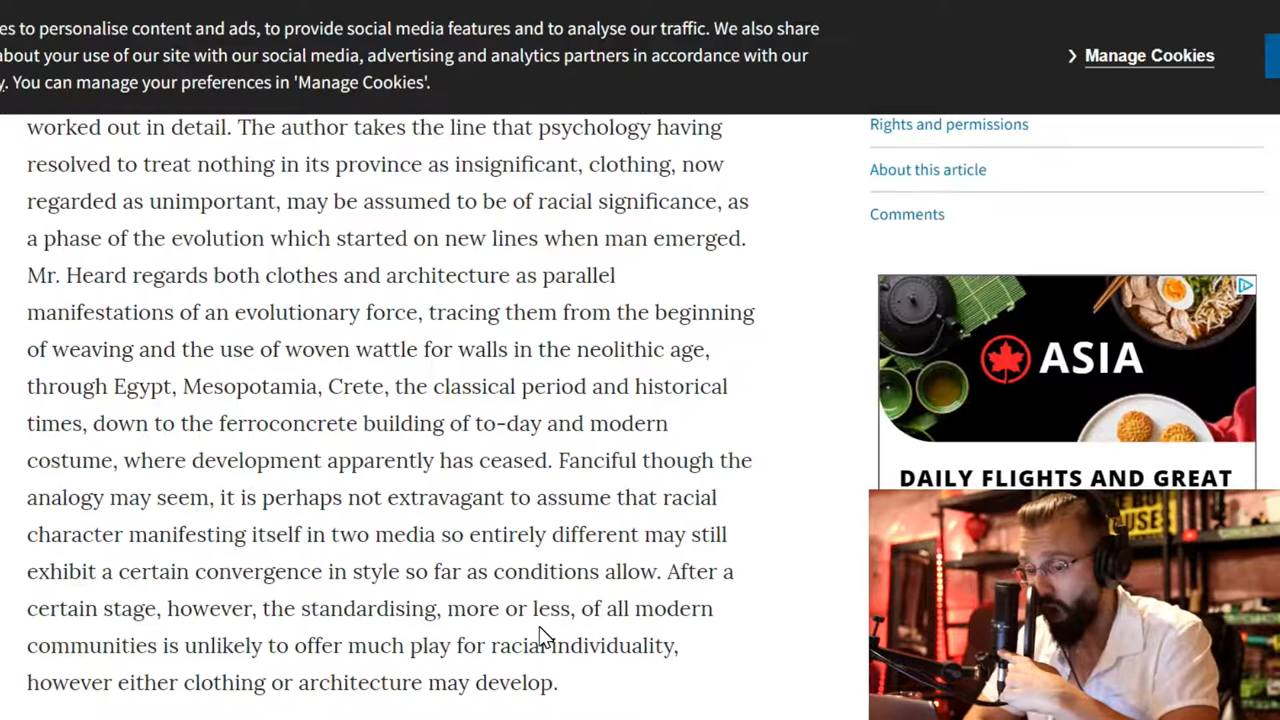 es to personalise content and ads, to provide social media features and to analyse our traffic. We also share
about your use of our site with our social media, advertising and analytics partners in accordance with our
y. You can manage your preferences in 'Manage Cookies'.
Manage Cookies
worked out in detail. The author takes the line that psychology having
resolved to treat nothing in its province as insignificant, clothing, now
regarded as unimportant, may be assumed to be of racial significance, as
a phase of the evolution which started on new lines when man emerged.
Mr. Heard regards both clothes and architecture as parallel
manifestations of an evolutionary force, tracing them from the beginning
of weaving and the use of woven wattle for walls in the neolithic age,
through Egypt, Mesopotamia, Crete, the classical period and historical
times, down to the ferroconcrete building of to-day and modern
costume, where development apparently has ceased. Fanciful though the
analogy may seem, it is perhaps not extravagant to assume that racial
character manifesting itself in two media so entirely different may still
exhibit a certain convergence in style so far as conditions allow. After a
certain stage, however, the standardising, more or less, of all modern
communities is unlikely to offer much play for racial individuality,
however either clothing or architecture may develop.
Rights and permissions
About this article
Comments
ASIA
DAILY FLIGHTS AND GREAT